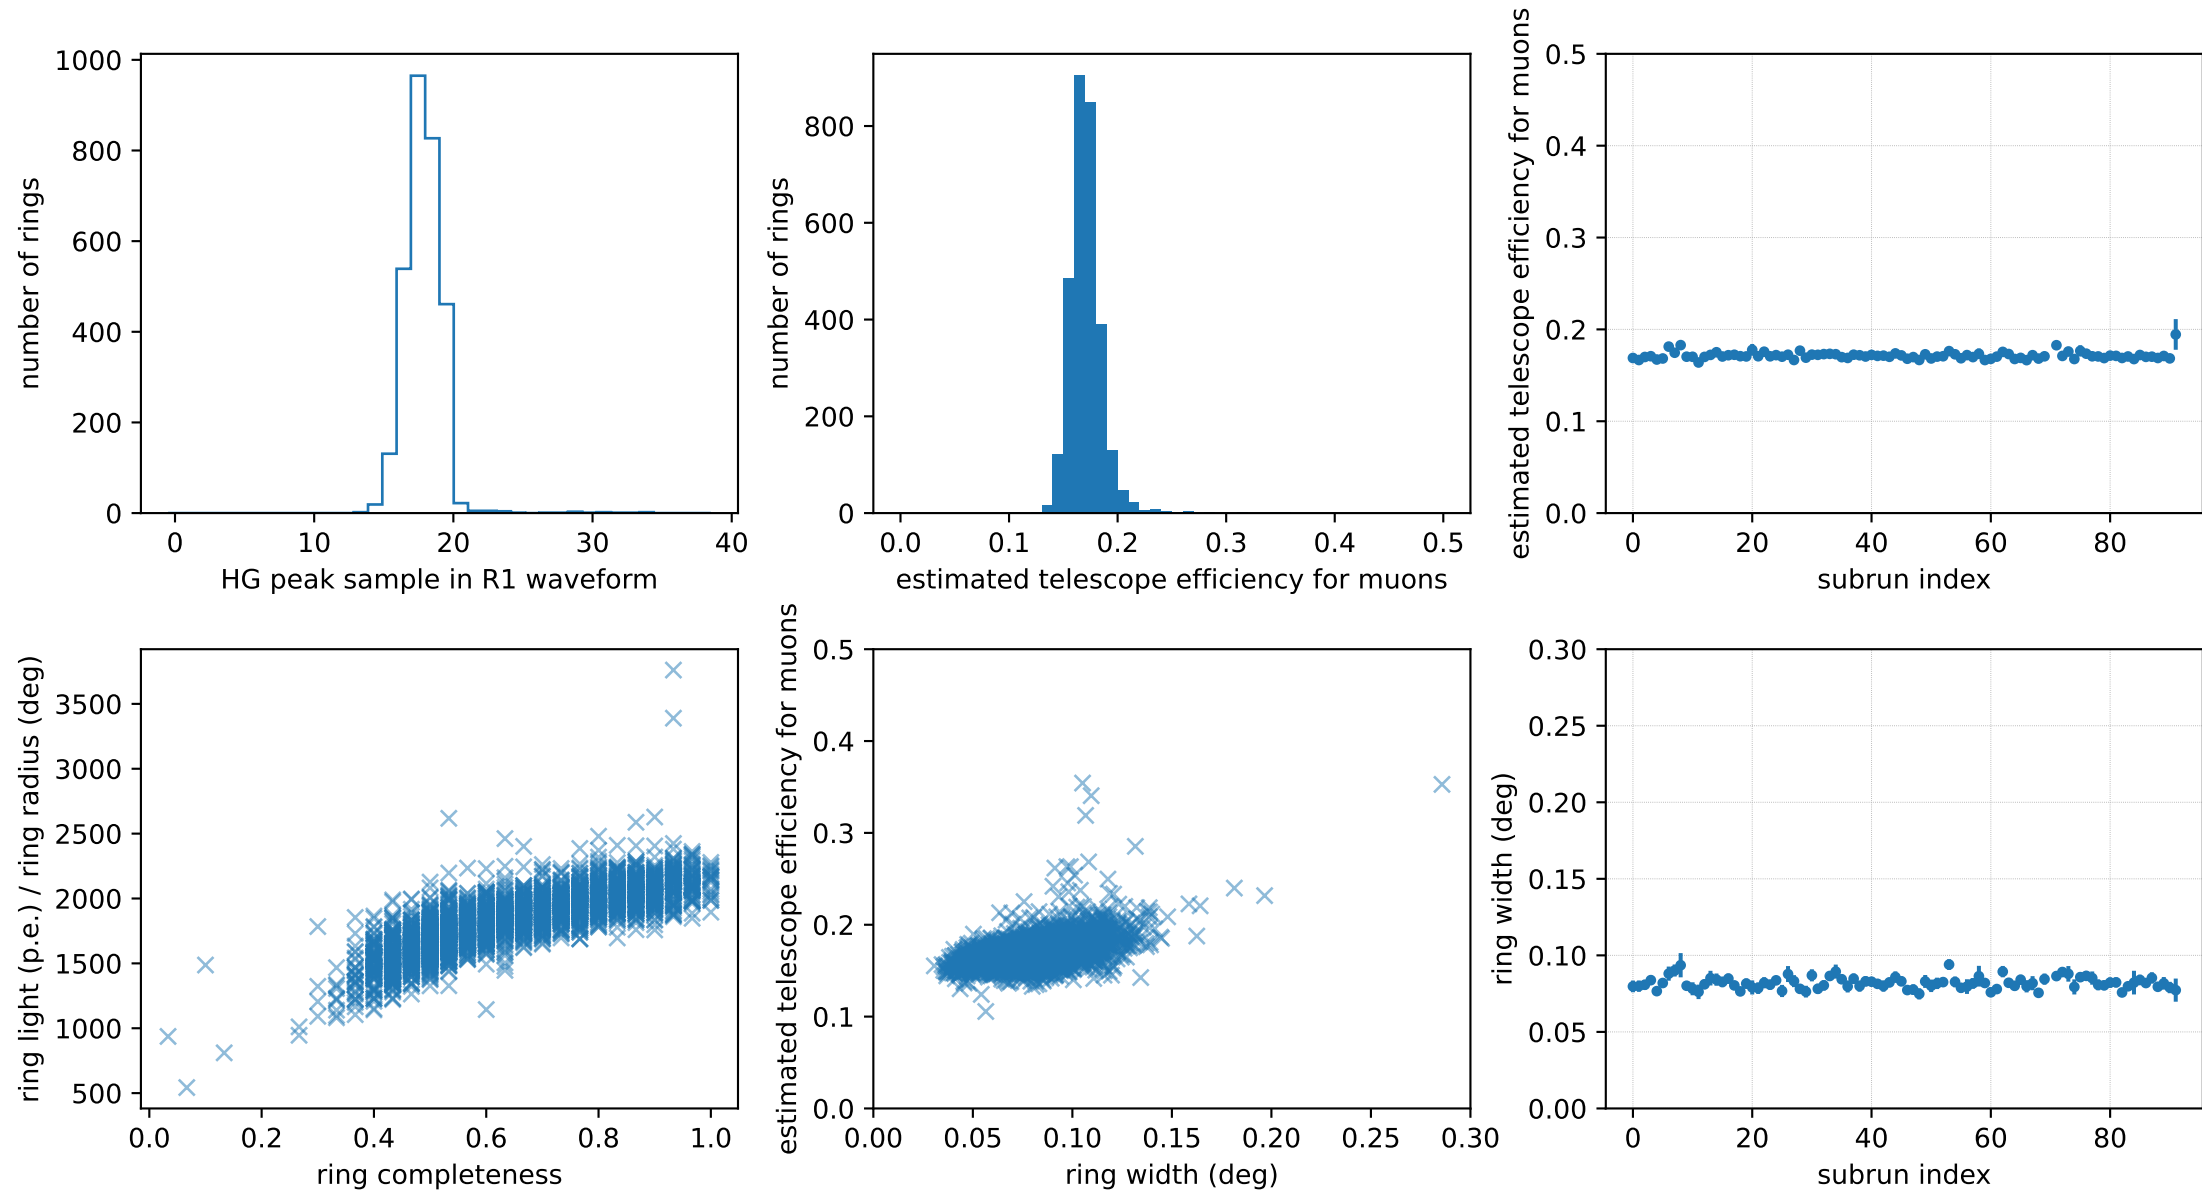 1000
800
600
400
200
0
number of rings
0 10 20 30 40
HG peak sample in R1 waveform
800
600
400
200
0
number of rings
0.0 0.1 0.2 0.3 0.4 0.5
estimated telescope efficiency for muons
0.5
0.4
0.3
0.2
0.1
0.0
estimated telescope efficiency for muons
0 20 40 60 80
subrun index
3500
3000
2500
2000
1500
1000
500
ring light (p.e.) / ring radius (deg)
0.0 0.2 0.4 0.6 0.8 1.0
ring completeness
0.5
0.4
0.3
0.2
0.1
0.0
estimated telescope efficiency for muons
0.00 0.05 0.10 0.15 0.20 0.25 0.30
ring width (deg)
0.30
0.25
0.20
0.15
0.10
0.05
0.00
ring width (deg)
0 20 40 60 80
subrun index